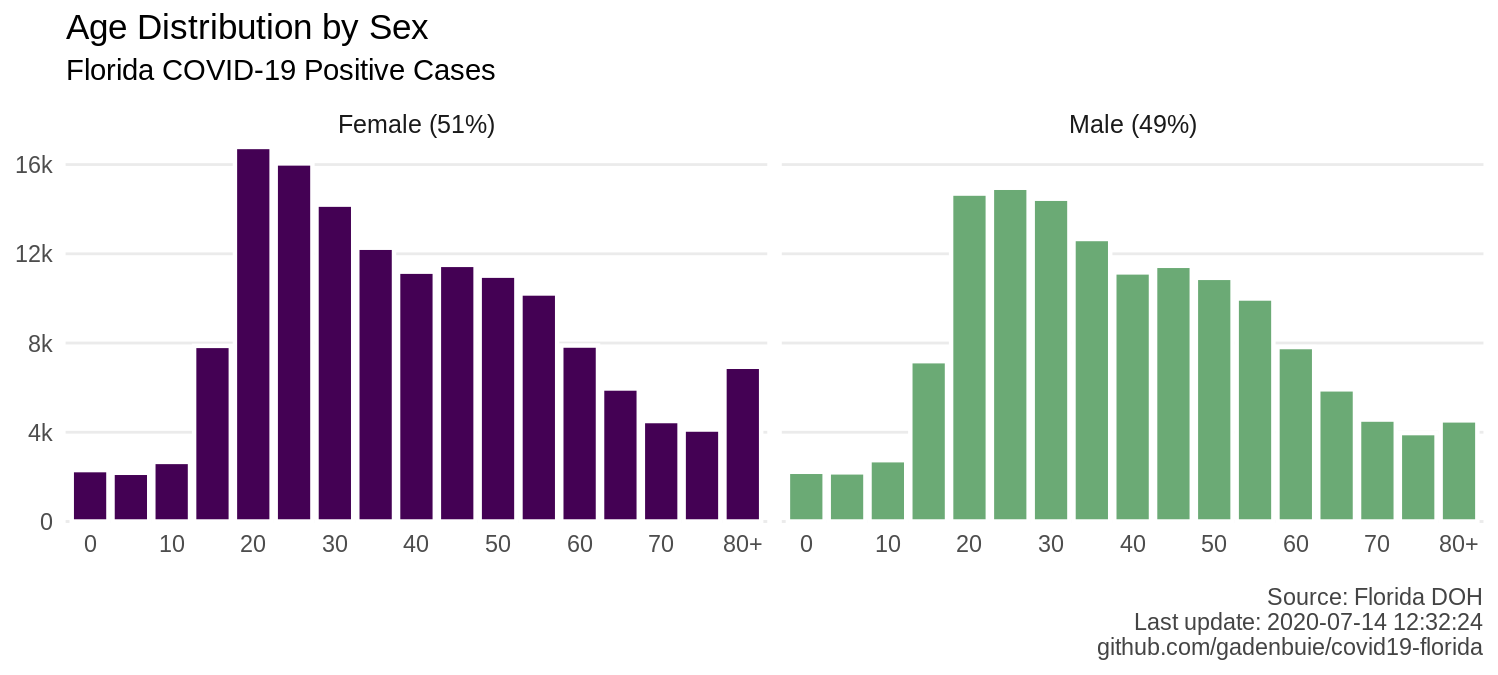 Age Distribution by Sex
Florida COVID-19 Positive Cases
Female (51%)
Male (49%)
16k
12k
8k
4k
0
0 10 20 30 40 50 60 70 80+
0 10 20 30 40 50 60 70 80+
Source: Florida DOH
Last update: 2020-07-14 12:32:24
github.com/gadenbuie/covid19-florida